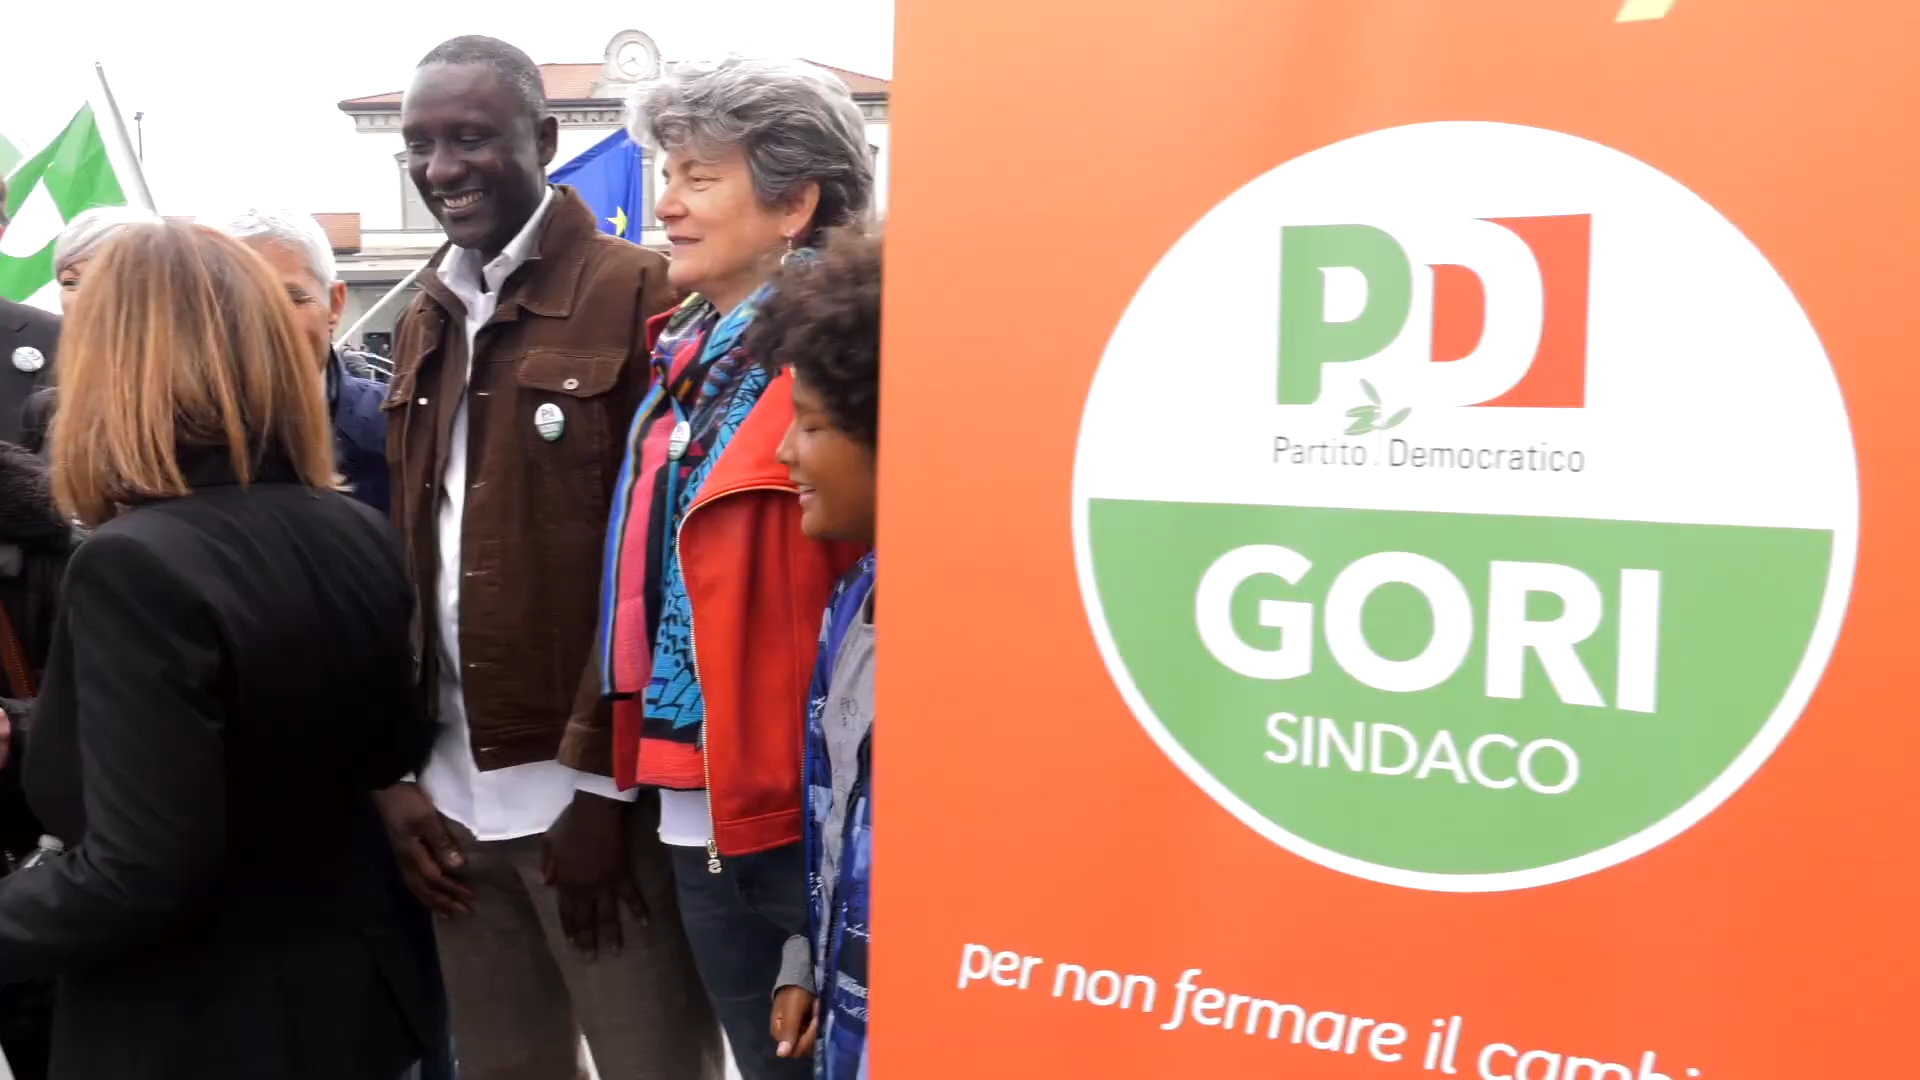 PD
Partito Democratico
GORI
SINDACO
per non fermare il